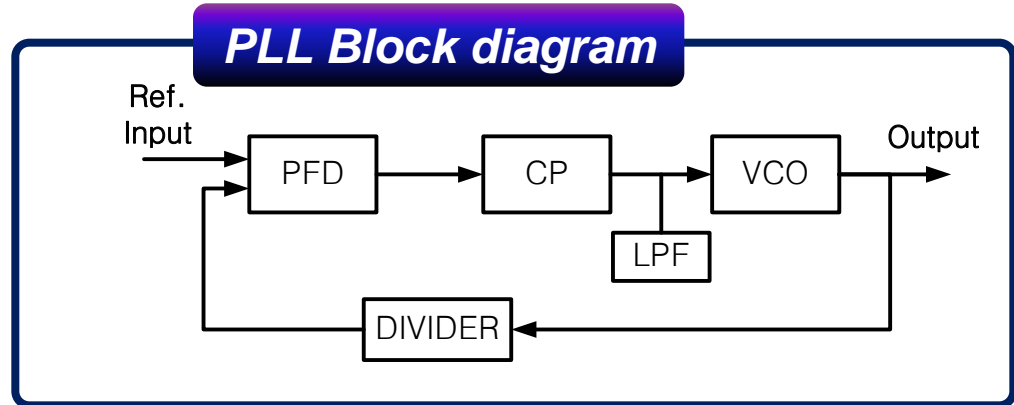 PLL Block diagram
Ref.
Input
PFD
CP
VCO
Output
LPF
DIVIDER